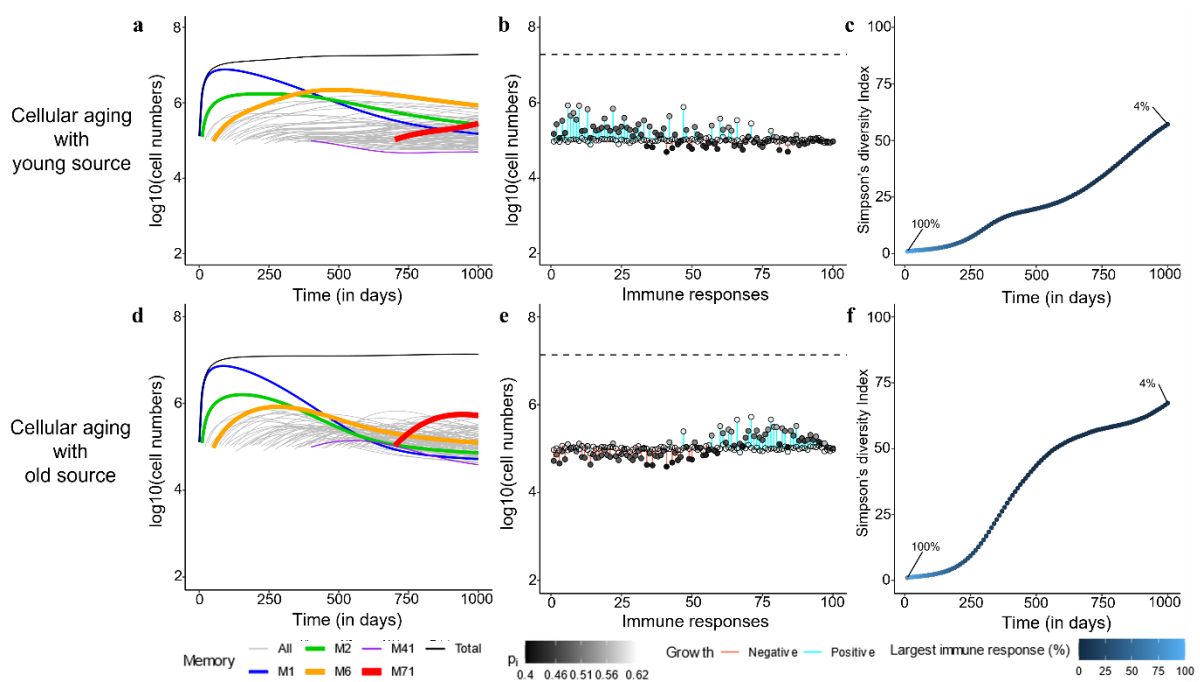 a
b
c
Cellular aging
with
young source
log10(cell numbers)
8
6
4
2
0
250
500
750
1000
Time (in days)
log10(cell numbers)
8
6
4
2
0
25
50
75
100
Immune responses
Simpson's diversity Index
100
75
50
25
0
100%
4%
0
250
500
750
1000
Time (in days)
d
e
f
Cellular aging
with
old source
log10(cell numbers)
8
6
4
2
0
250
500
750
1000
Time (in days)
log10(cell numbers)
8
6
4
2
0
25
50
75
100
Immune responses
Simpson's diversity Index
100
75
50
25
0
100%
4%
0
250
500
750
1000
Time (in days)
Memory
All M2 M41 Total
M1 M6 M71
pi
0.4 0.46 0.51 0.56 0.62
Growth Negative Positive
Largest immune response (%)
0 25 50 75 100